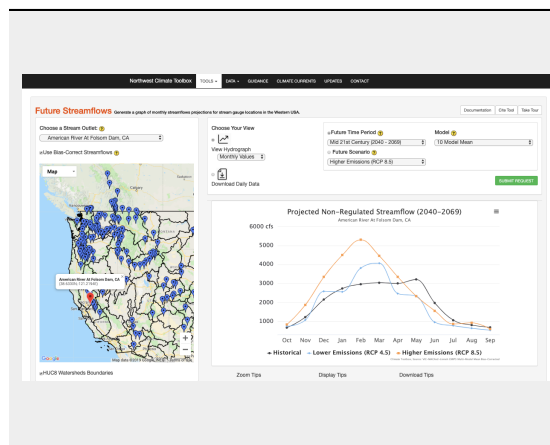 Northwest Climate Toolbox TOOLS DATA GUIDANCE CLIMATE CURRENTS UPDATES CONTACT
Future Streamflows Generate a graph of monthly streamflows projections for stream gauge locations in the Western USA.
Documentation Cite Tool Take Tour
Choose a Stream Outlet:
American River At Folsom Dam, CA
Use Bias-Correct Streamflows
Map
Calgary
American River At Folsom Dam, CA
Google
HUC8 Watersheds Boundaries
Choose Your View
View Hydrograph
Monthly Values
Download Daily Data
Future Time Period
Mid 21st Century (2040 - 2069)
Future Scenario
Higher Emissions (RCP 8.5)
Model
10 Model Mean
SUBMIT REQUEST
Projected Non-Regulated Streamflow (2040-2069)
American River At Folsom Dam, CA
6000 cfs
5000
4000
3000
2000
1000
Oct Nov Dec Jan Feb Mar Apr May Jun Jul Aug Sep
Historical Lower Emissions (RCP 4.5) Higher Emissions (RCP 8.5)
Zoom Tips Display Tips Download Tips